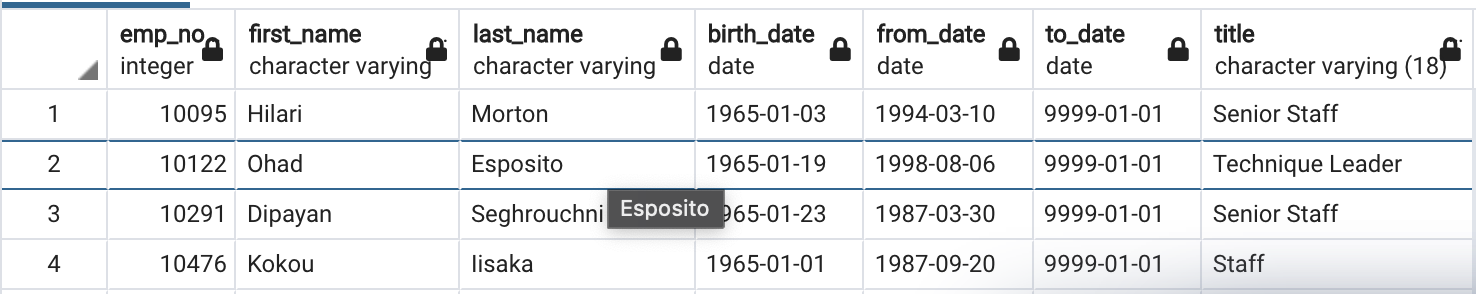 emp_no first_name last_name birth_date from_date to_date title
integer character varying character varying date date date character varying (18)
1 10095 Hilari Morton 1965-01-03 1994-03-10 9999-01-01 Senior Staff
2 10122 Ohad Esposito 1965-01-19 1998-08-06 9999-01-01 Technique Leader
3 10291 Dipayan Seghrouchni Esposito 965-01-23 1987-03-30 9999-01-01 Senior Staff
4 10476 Kokou Iisaka 1965-01-01 1987-09-20 9999-01-01 Staff